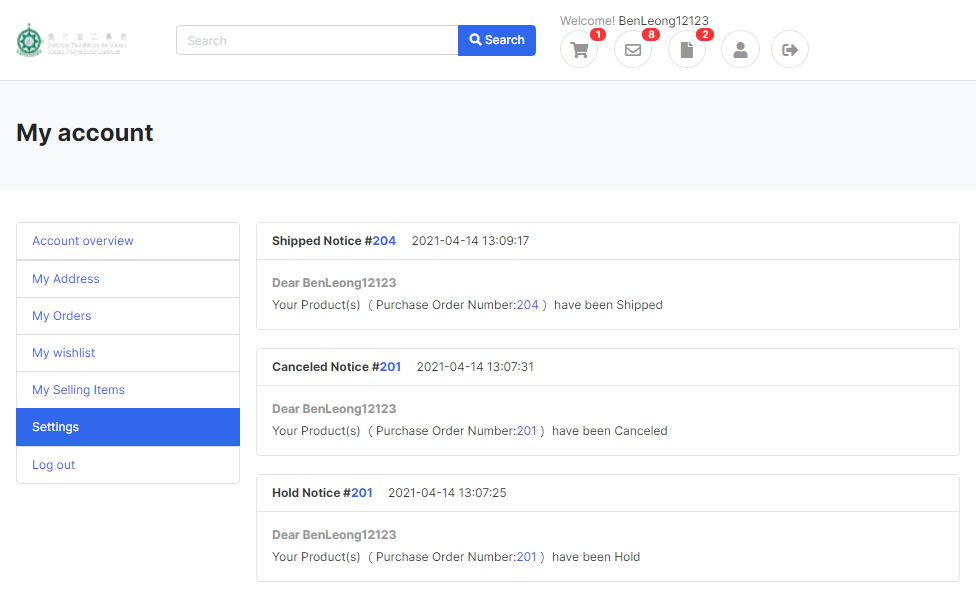 Welcome! BenLeong12123
Search
Search
1
8
2
My account
Account overview
My Address
My Orders
My wishlist
My Selling Items
Settings
Log out
Shipped Notice #204 2021-04-14 13:09:17
Dear BenLeong12123
Your Product(s) ( Purchase Order Number:204 ) have been Shipped
Canceled Notice #201 2021-04-14 13:07:31
Dear BenLeong12123
Your Product(s) ( Purchase Order Number:201 ) have been Canceled
Hold Notice #201 2021-04-14 13:07:25
Dear BenLeong12123
Your Product(s) ( Purchase Order Number:201 ) have been Hold